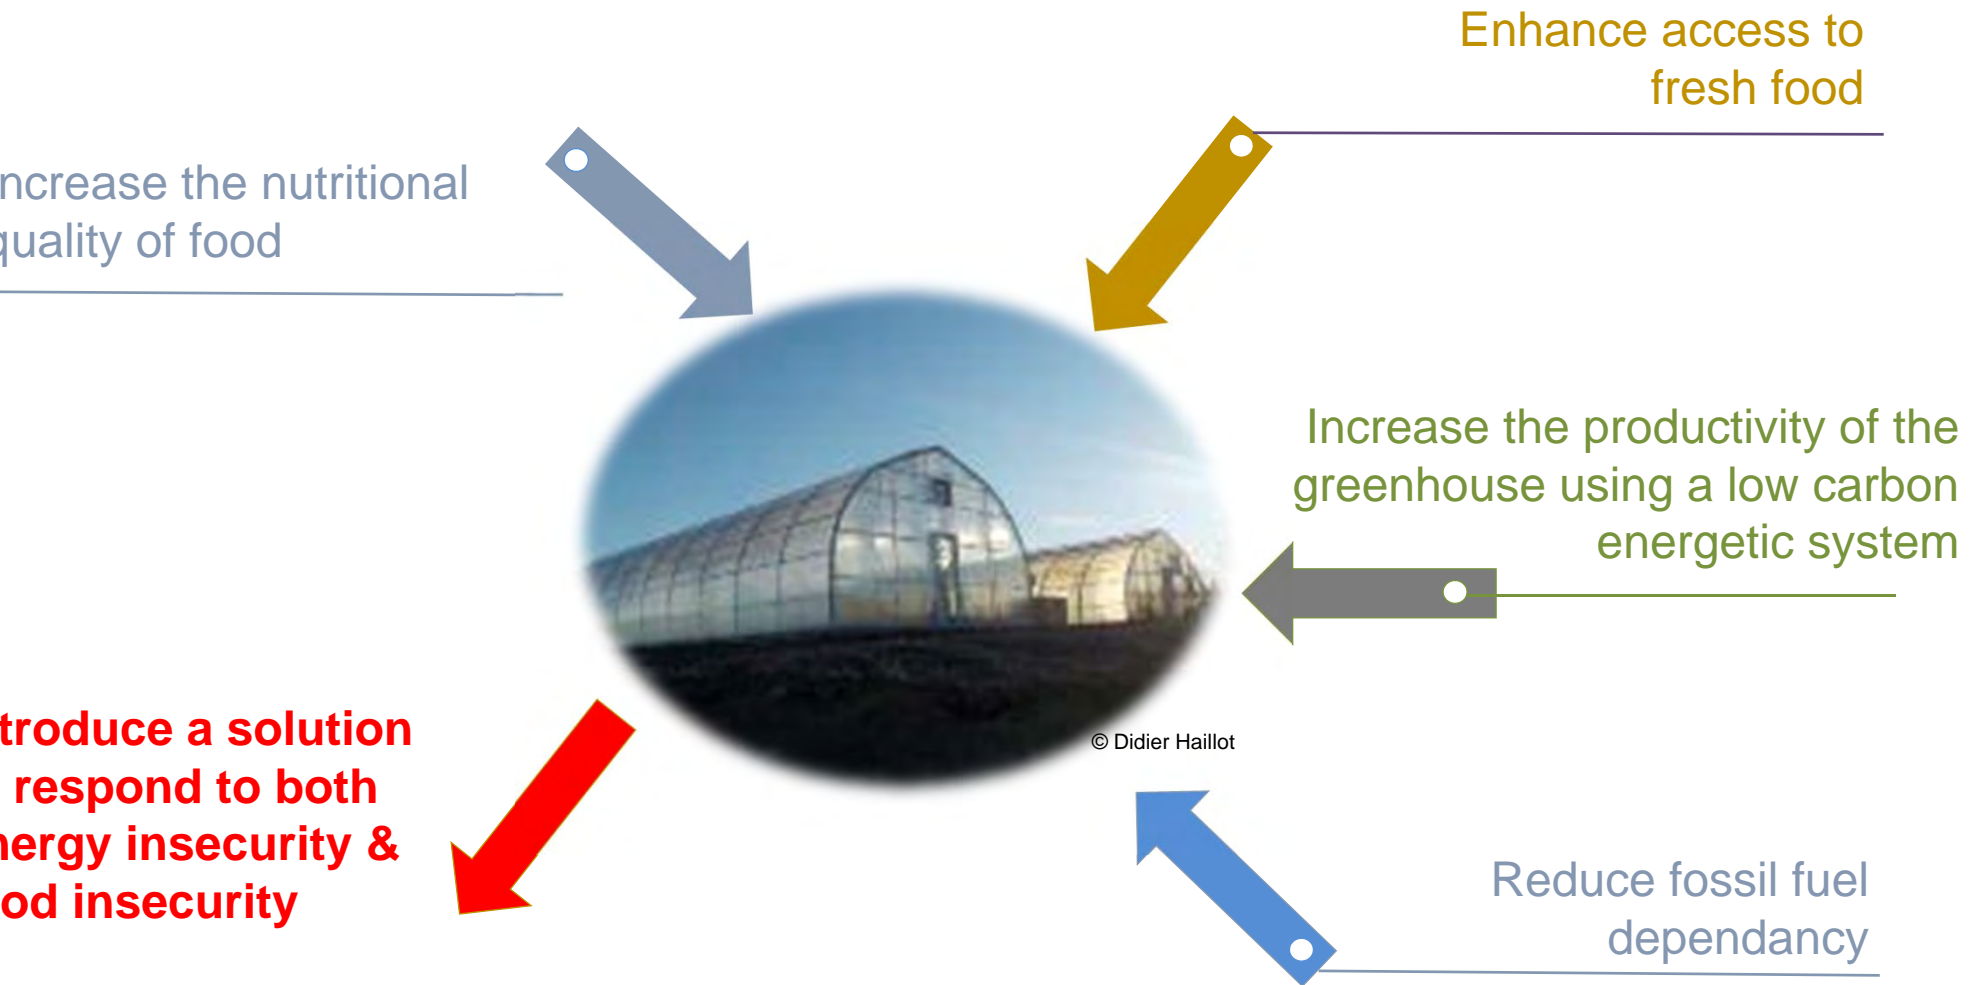 Enhance access to
fresh food
ncrease the nutritional
quality of food
Increase the productivity of the
greenhouse using a low carbon
energetic system
troduce a solution
respond to both
nergy insecurity &
od insecurity
© Didier Haillot
Reduce fossil fuel
dependancy